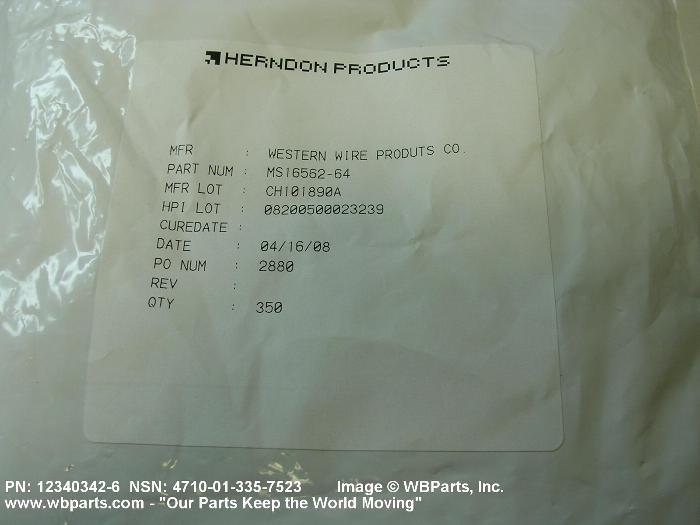 HERNDON PRODUCTS
MFR : WESTERN WIRE PRODUTS CO.
PART NUM : MS16562-64
MFR LOT : CH101890A
HPI LOT : 08200500023239
CUREDATE :
DATE : 04/16/08
PO NUM : 2880
REV :
QTY : 350
PN: 12340342-6 NSN: 4710-01-335-7523 Image © WBParts, Inc.
www.wbparts.com - "Our Parts Keep the World Moving"